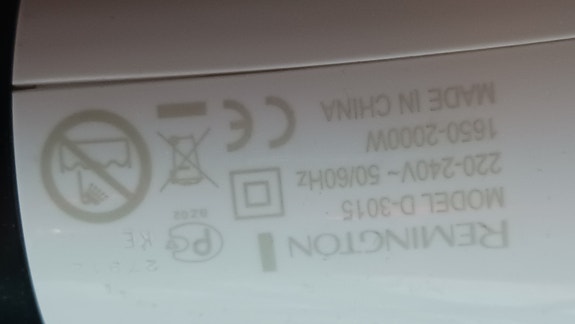 REMINGTON
MODEL D-3015
220-240V ~ 50/60Hz
1650-2000W
MADE IN CHINA
CE